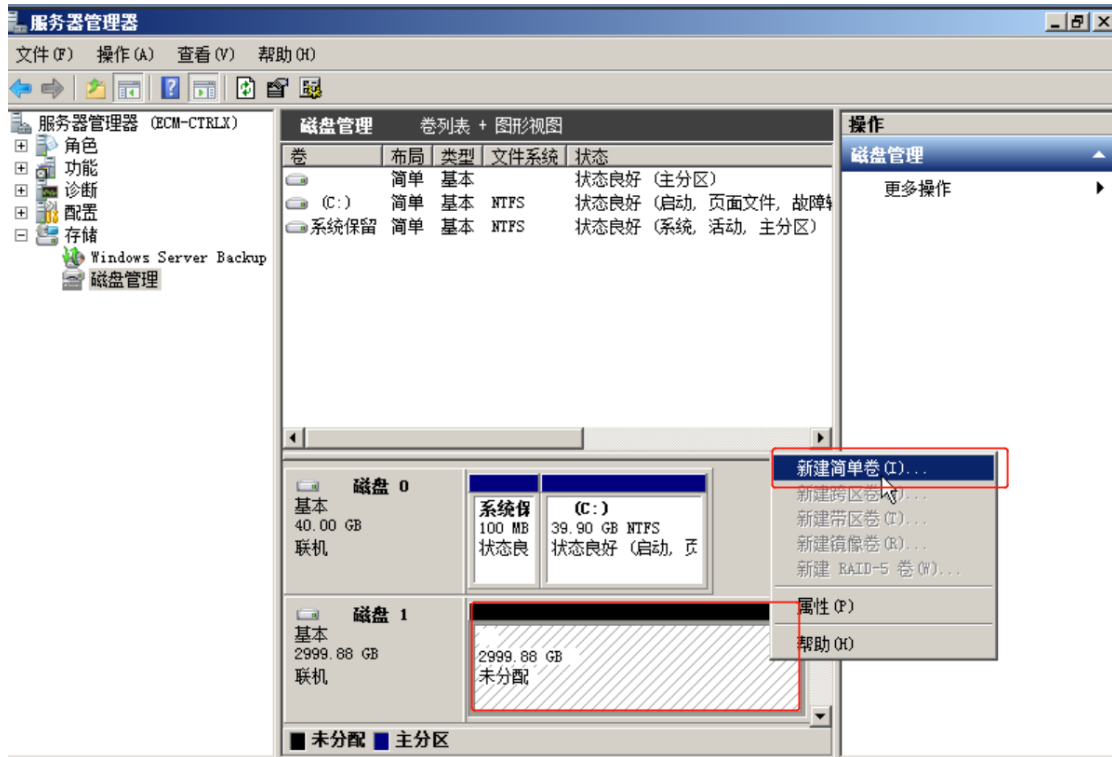 服务器管理器
文件(F) 操作(A) 查看(V) 帮助(H)
服务器管理器 (ECM-CTRLX)
角色
功能
诊断
配置
存储
Windows Server Backup
磁盘管理
磁盘管理 卷列表 + 图形视图
卷 布局 类型 文件系统 状态
简单 基本 状态良好 (主分区)
(C:) 简单 基本 NTFS 状态良好 (启动, 页面文件, 故障转
系统保留 简单 基本 NTFS 状态良好 (系统, 活动, 主分区)
磁盘 0
基本
40.00 GB
联机
系统保
100 MB
状态良
(C:)
39.90 GB NTFS
状态良好 (启动, 页
磁盘 1
基本
2999.88 GB
联机
2999.88 GB
未分配
未分配 主分区
操作
磁盘管理
更多操作
新建简单卷(I)...
新建跨区卷
新建带区卷(T)...
新建镜像卷(R)...
新建 RAID-5 卷(W)...
属性(P)
帮助(H)